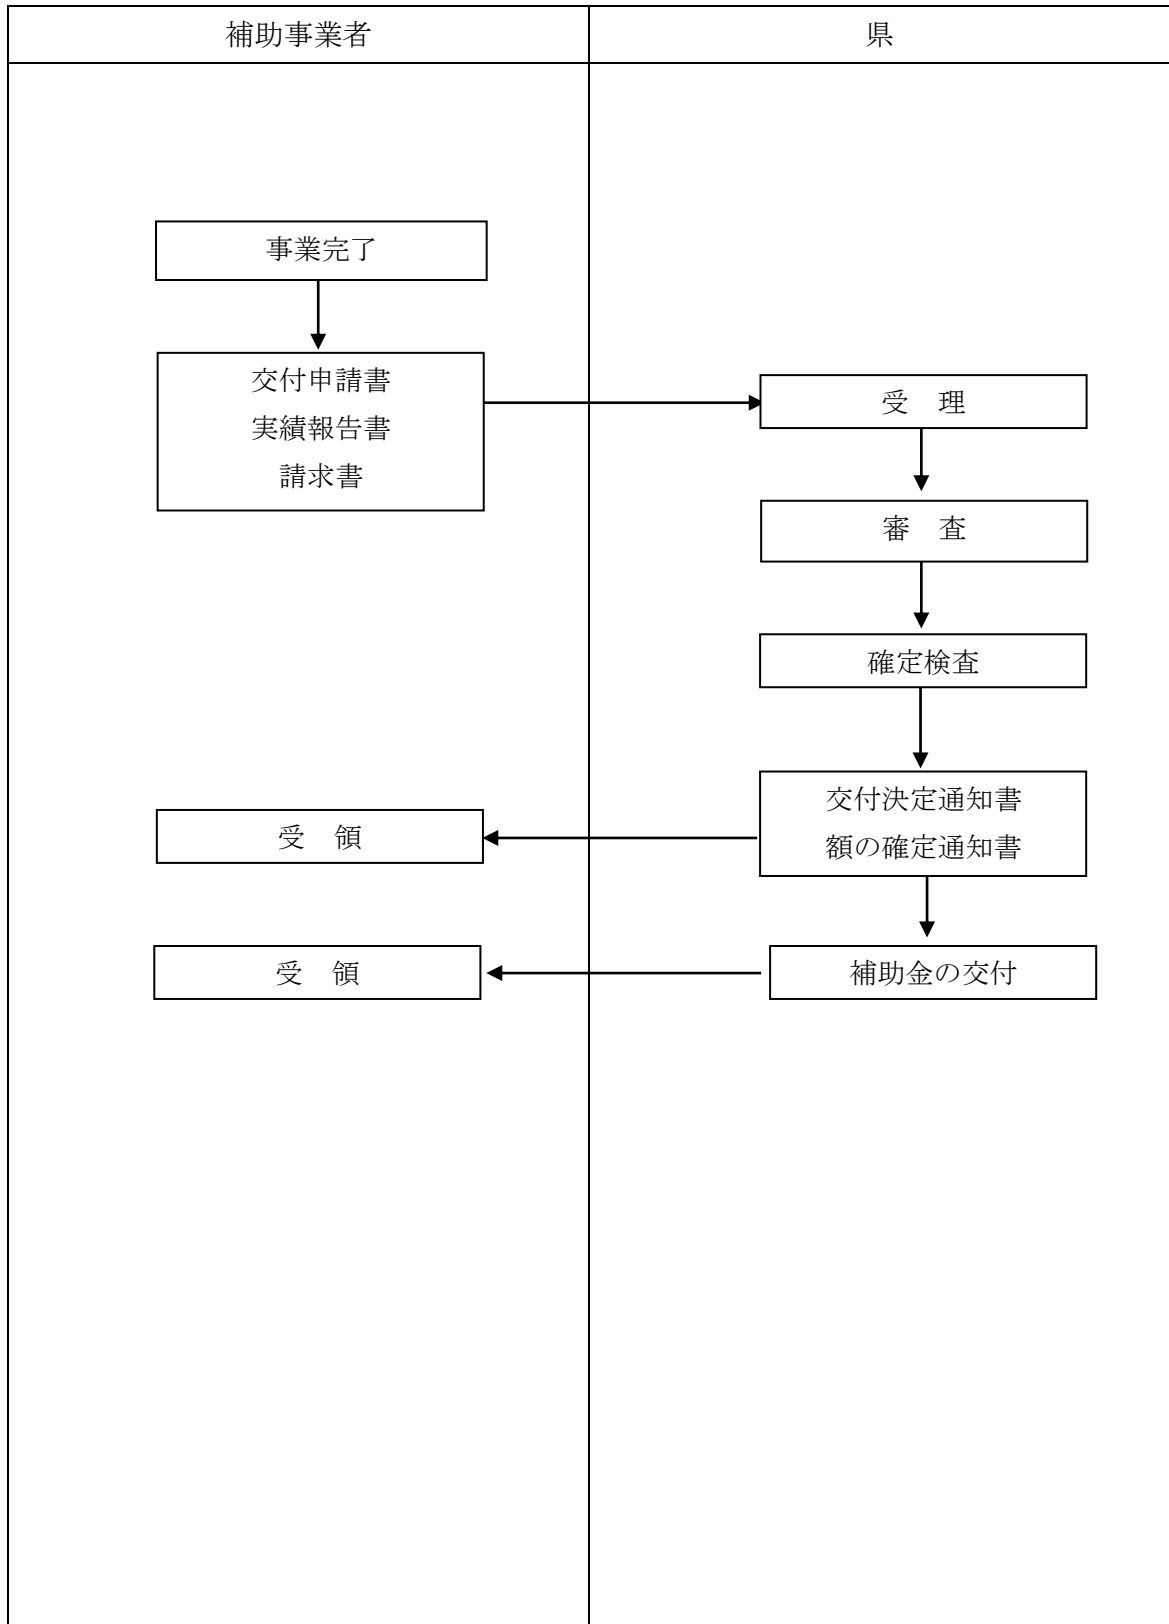 補助事業者
県
事業完了
交付申請書
実績報告書
請求書
受　理
審　査
確定検査
交付決定通知書
額の確定通知書
受　領
補助金の交付
受　領